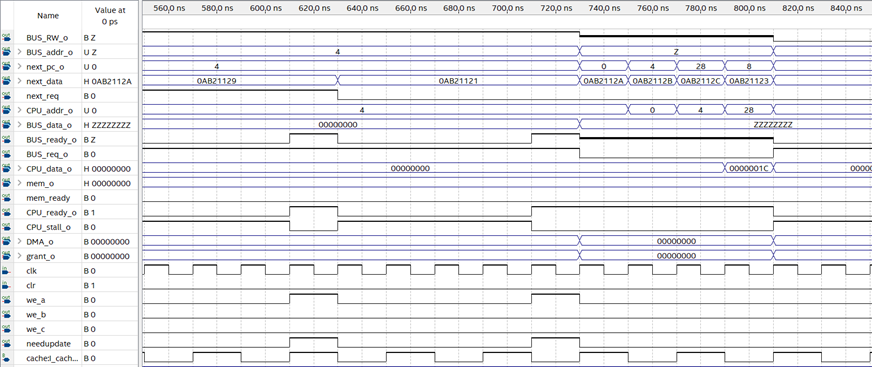 Name Value at 0 ps 560,0 ns 580,0 ns 600,0 ns 620,0 ns 640,0 ns 660,0 ns 680,0 ns 700,0 ns 720,0 ns 740,0 ns 760,0 ns 780,0 ns 800,0 ns 820,0 ns 840,0 ns
BUS_RW_o B Z
BUS_addr_o U Z 4 Z
next_pc_o U 0 4 0 4 28 8
next_data H 0AB2112A 0AB21129 0AB21121 0AB2112A 0AB2112B 0AB2112C 0AB21123
next_req B 0
CPU_addr_o U 0 4 0 4 28
BUS_data_o H ZZZZZZZZ 00000000 ZZZZZZZZ
BUS_ready_o B Z
BUS_req_o B 0
CPU_data_o H 00000000 00000000 0000001C 0000
mem_o H 00000000
mem_ready B 0
CPU_ready_o B 1
CPU_stall_o B 0
DMA_o B 00000000 00000000
grant_o B 00000000 00000000
clk B 0
clr B 1
we_a B 0
we_b B 0
we_c B 0
needupdate B 0
cache:I_cach... B 0